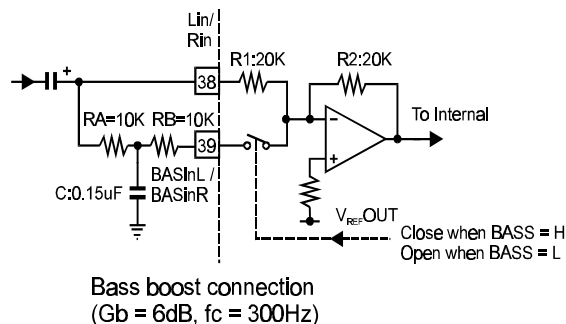 Lin/
Rin
R1:20K
R2:20K
+
38
RA=10K
RB=10K
39
−
To Internal
+
C:0.15uF
BASInL /
BASinR
VREFOUT
Close when BASS = H
Open when BASS = L
Bass boost connection
(Gb = 6dB, fc = 300Hz)